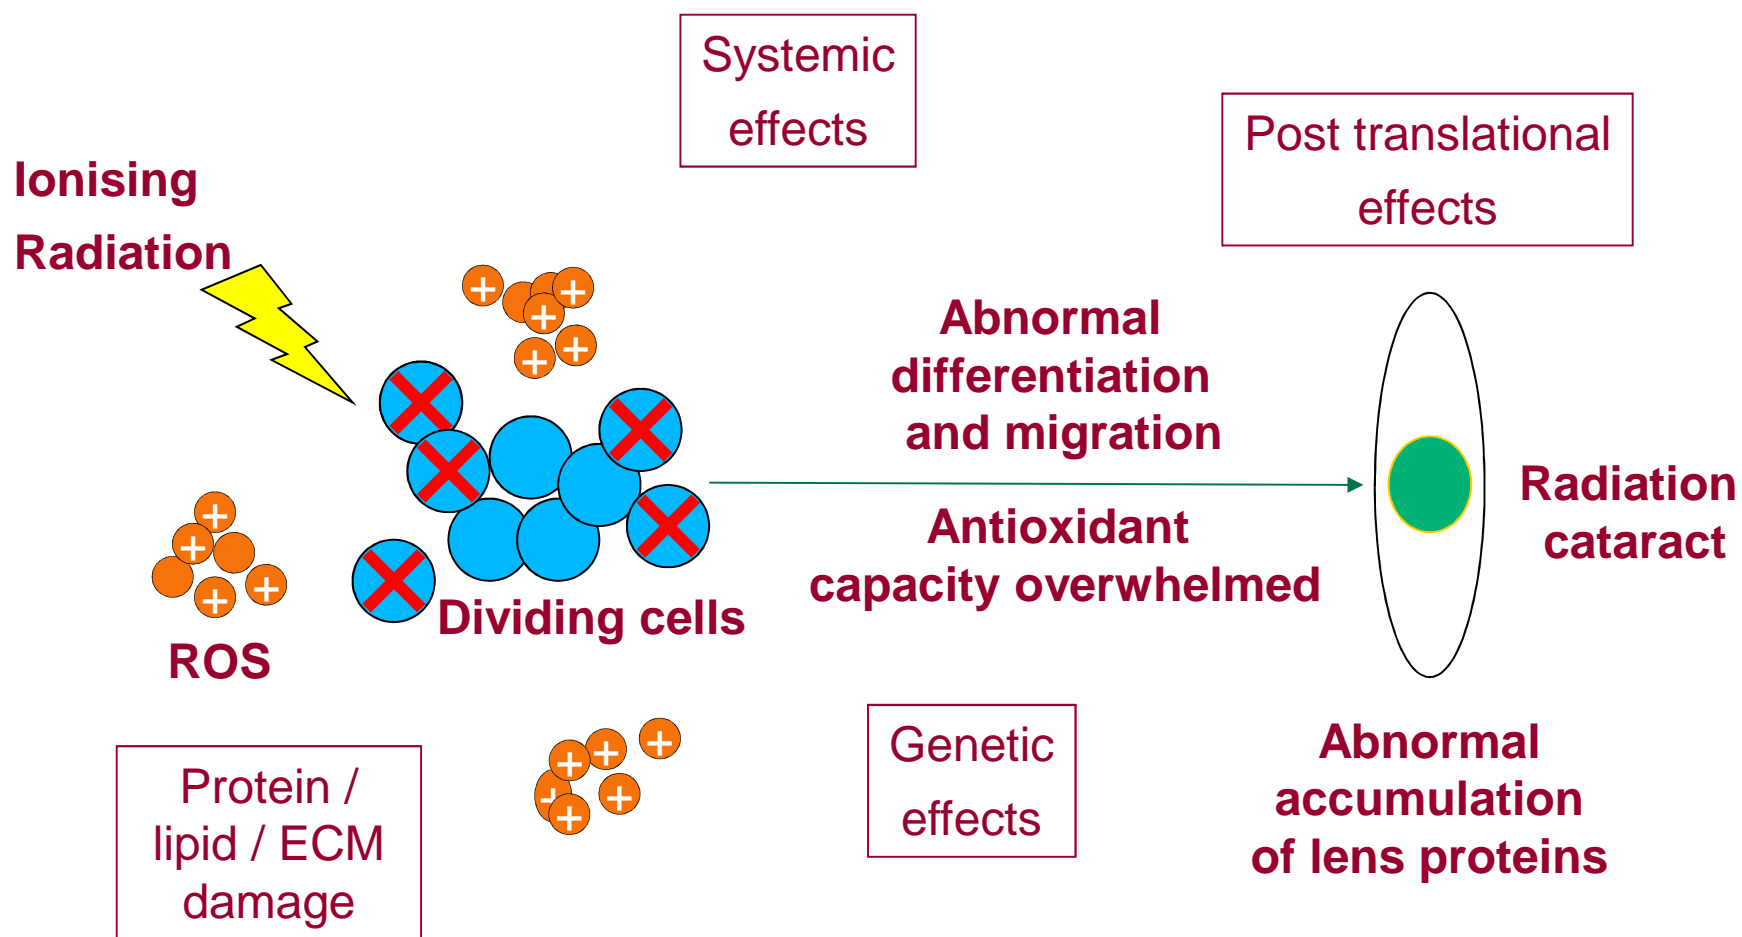 Systemic
effects
Post translational
effects
Ionising
Radiation
+ + + + +
Abnormal
differentiation
and migration
Antioxidant
capacity overwhelmed
Radiation
cataract
+ + + +
Dividing cells
ROS
+ + + + + +
Protein /
lipid / ECM
damage
Genetic
effects
Abnormal
accumulation
of lens proteins